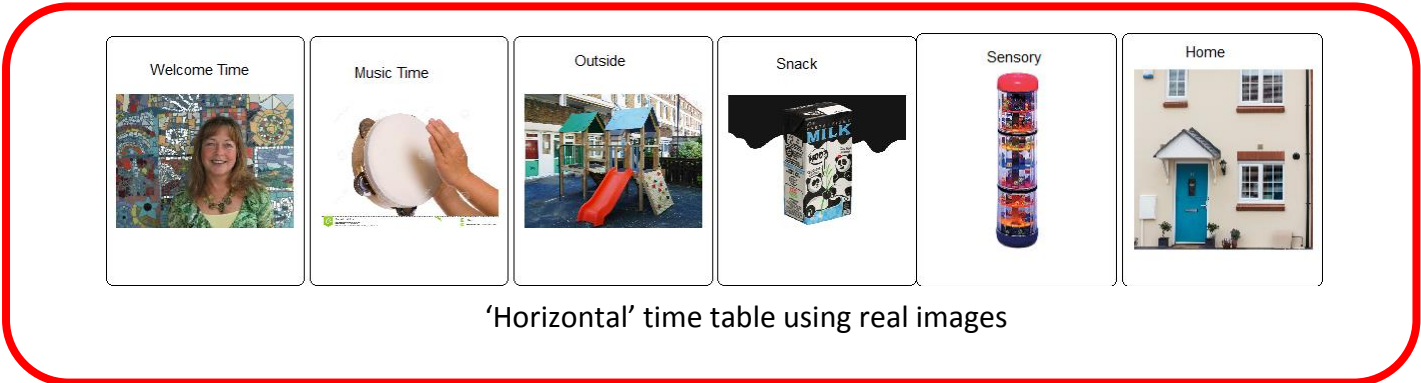 Welcome Time
Music Time
Outside
Snack
Sensory
Home
MILK
'Horizontal' time table using real images